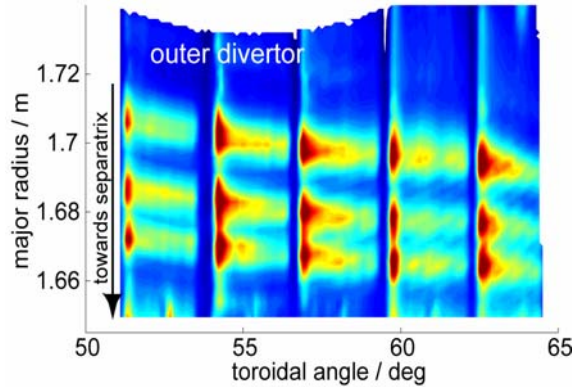 outer divertor
major radius / m
towards separatrix
1.72
1.7
1.68
1.66
50
55
60
65
toroidal angle / deg